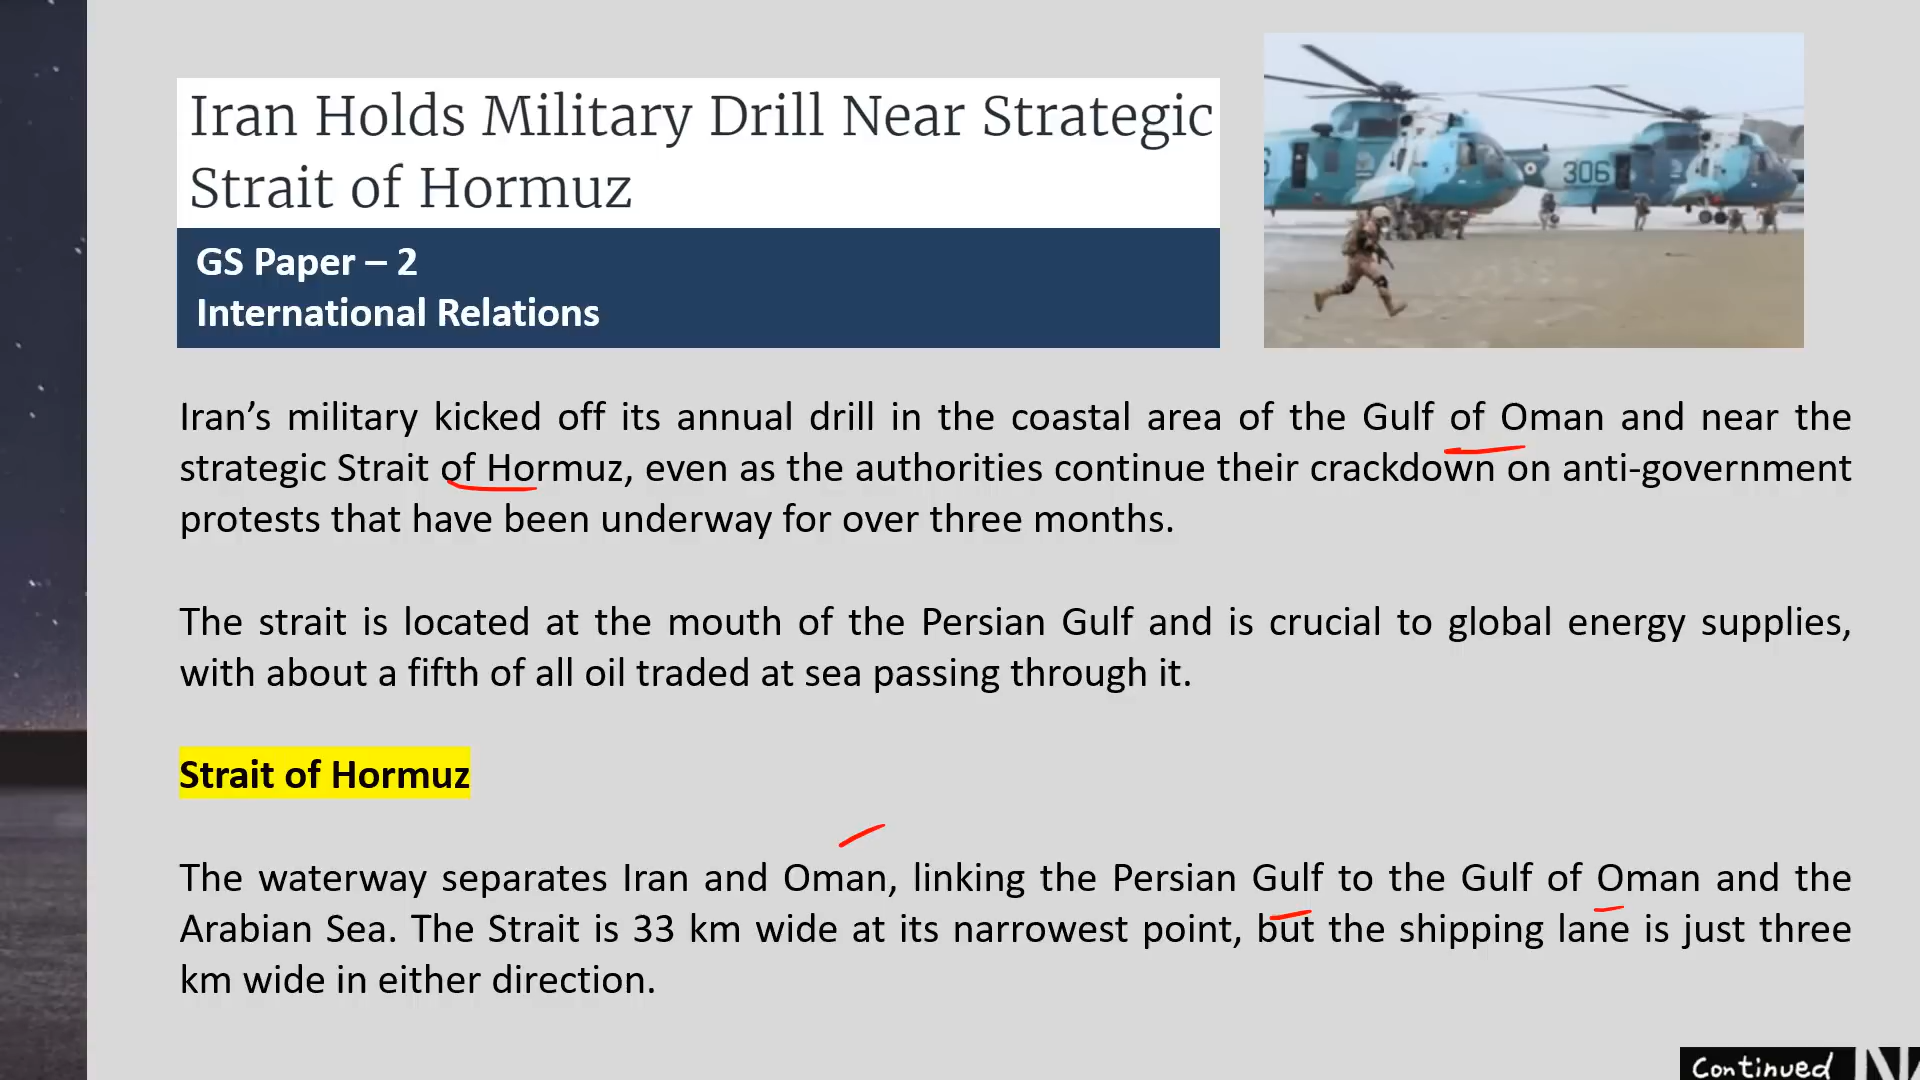 Iran Holds Military Drill Near Strategic
Strait of Hormuz
GS Paper – 2
International Relations
306
Iran’s military kicked off its annual drill in the coastal area of the Gulf of Oman and near the
strategic Strait of Hormuz, even as the authorities continue their crackdown on anti-government
protests that have been underway for over three months.
The strait is located at the mouth of the Persian Gulf and is crucial to global energy supplies,
with about a fifth of all oil traded at sea passing through it.
Strait of Hormuz
The waterway separates Iran and Oman, linking the Persian Gulf to the Gulf of Oman and the
Arabian Sea. The Strait is 33 km wide at its narrowest point, but the shipping lane is just three
km wide in either direction.
Continued